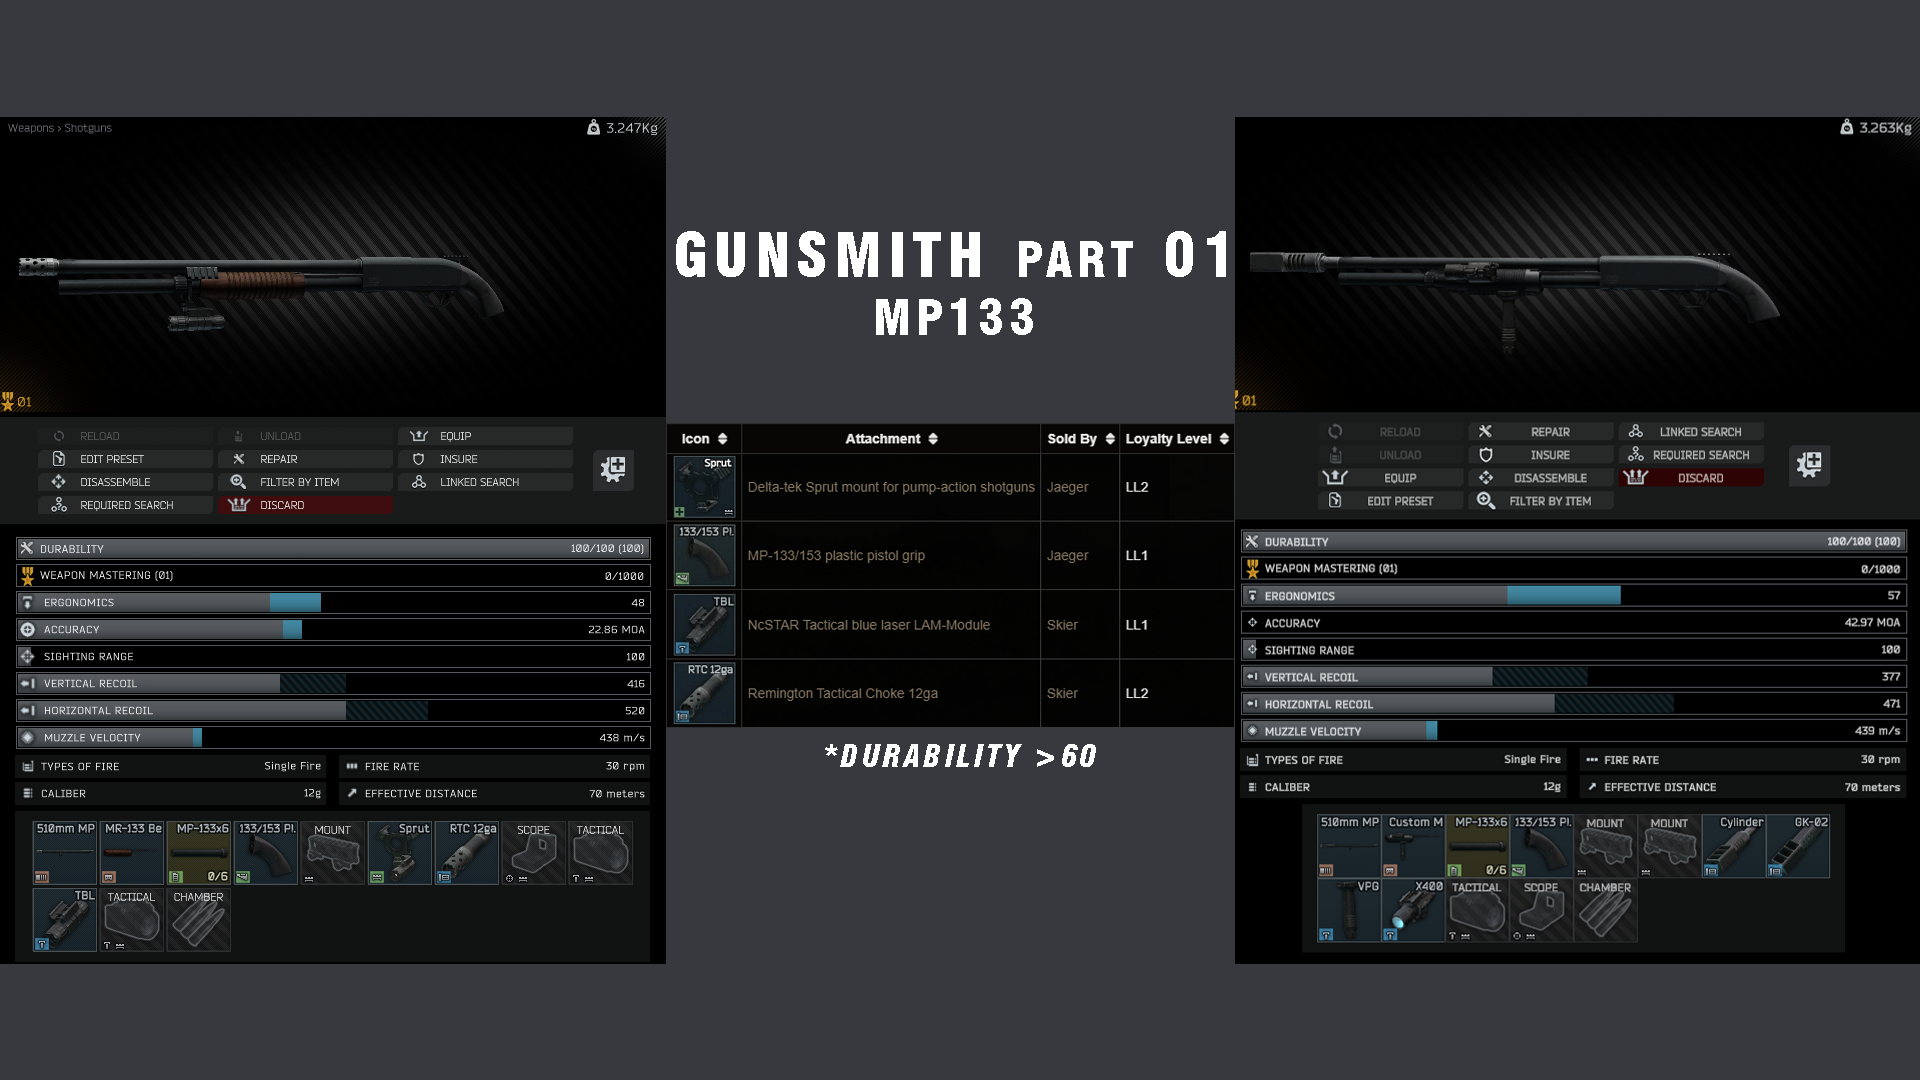 Weapons > Shotguns
3.247Kg
01
RELOAD
UNLOAD
EQUIP
EDIT PRESET
REPAIR
INSURE
DISASSEMBLE
FILTER BY ITEM
LINKED SEARCH
REQUIRED SEARCH
DISCARD
DURABILITY 100/100 (100)
WEAPON MASTERING (01) 0/1000
ERGONOMICS 48
ACCURACY 22.86 MOA
SIGHTING RANGE 100
VERTICAL RECOIL 416
HORIZONTAL RECOIL 520
MUZZLE VELOCITY 438 m/s
TYPES OF FIRE Single Fire
FIRE RATE 30 rpm
CALIBER 12g
EFFECTIVE DISTANCE 70 meters
510mm MP
MR-133 Be
MP-133x6
0/6
133/153 Pl.
MOUNT
Sprut
RTC 12ga
SCOPE
TACTICAL
TBL
TACTICAL
CHAMBER
GUNSMITH PART 01
MP133
Icon Attachment Sold By Loyalty Level
Sprut
Delta-tek Sprut mount for pump-action shotguns Jaeger LL2
133/153 Pl.
MP-133/153 plastic pistol grip Jaeger LL1
TBL
NcSTAR Tactical blue laser LAM-Module Skier LL1
RTC 12ga
Remington Tactical Choke 12ga Skier LL2
*DURABILITY >60
3.263Kg
01
RELOAD
REPAIR
LINKED SEARCH
UNLOAD
INSURE
REQUIRED SEARCH
EQUIP
DISASSEMBLE
DISCARD
EDIT PRESET
FILTER BY ITEM
DURABILITY 100/100 (100)
WEAPON MASTERING (01) 0/1000
ERGONOMICS 57
ACCURACY 42.97 MOA
SIGHTING RANGE 100
VERTICAL RECOIL 377
HORIZONTAL RECOIL 471
MUZZLE VELOCITY 439 m/s
TYPES OF FIRE Single Fire
FIRE RATE 30 rpm
CALIBER 12g
EFFECTIVE DISTANCE 70 meters
510mm MP
Custom M
MP-133x6
0/6
133/153 Pl.
MOUNT
MOUNT
Cylinder
GK-02
VPG
X400
TACTICAL
SCOPE
CHAMBER